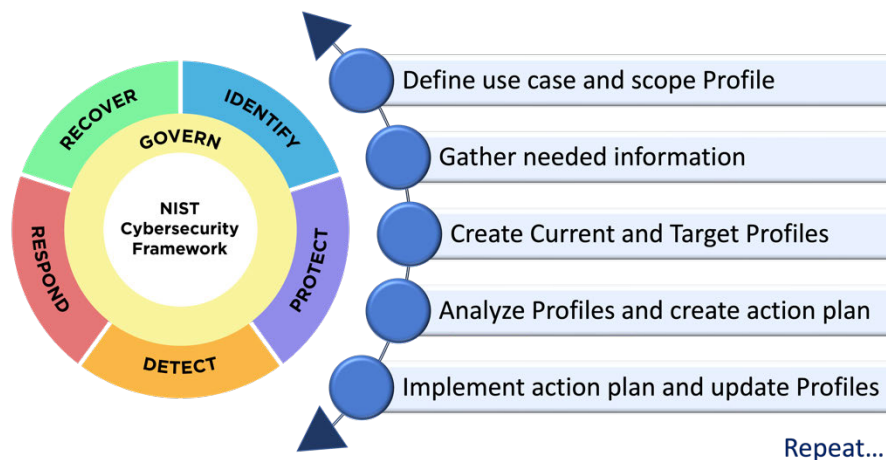 RECOVER
IDENTIFY
GOVERN
NIST
Cybersecurity
Framework
RESPOND
PROTECT
DETECT
Define use case and scope Profile
Gather needed information
Create Current and Target Profiles
Analyze Profiles and create action plan
Implement action plan and update Profiles
Repeat...